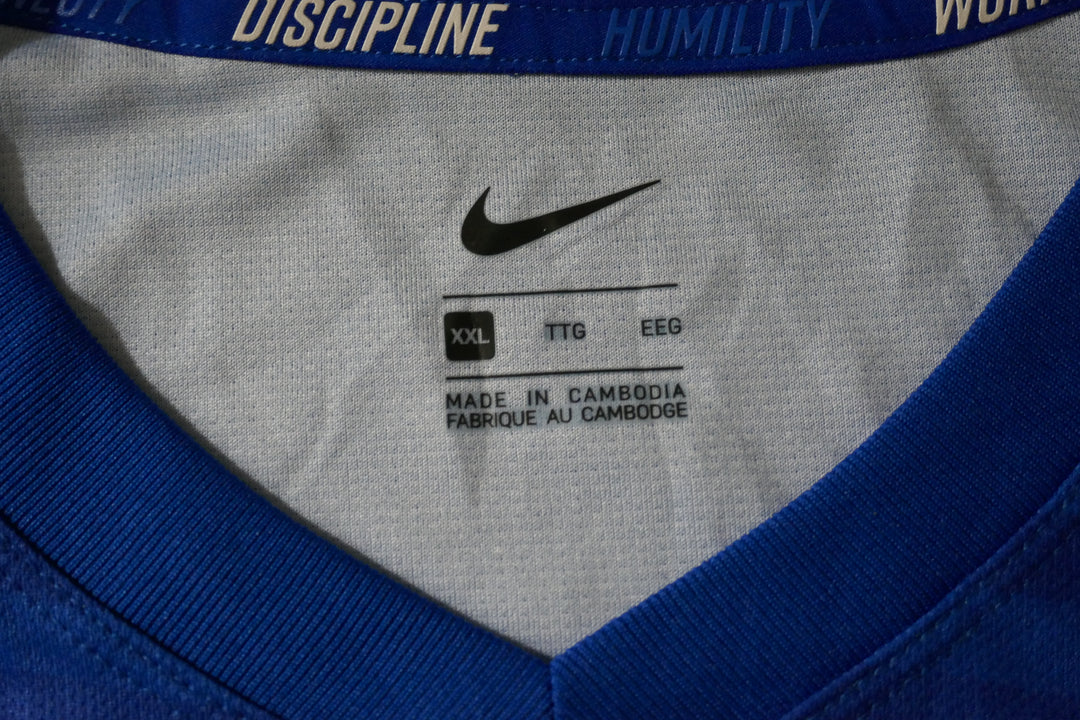 DISCIPLINE HUMILITY
XXL TTG EEG
MADE IN CAMBODIA
FABRIQUE AU CAMBODGE